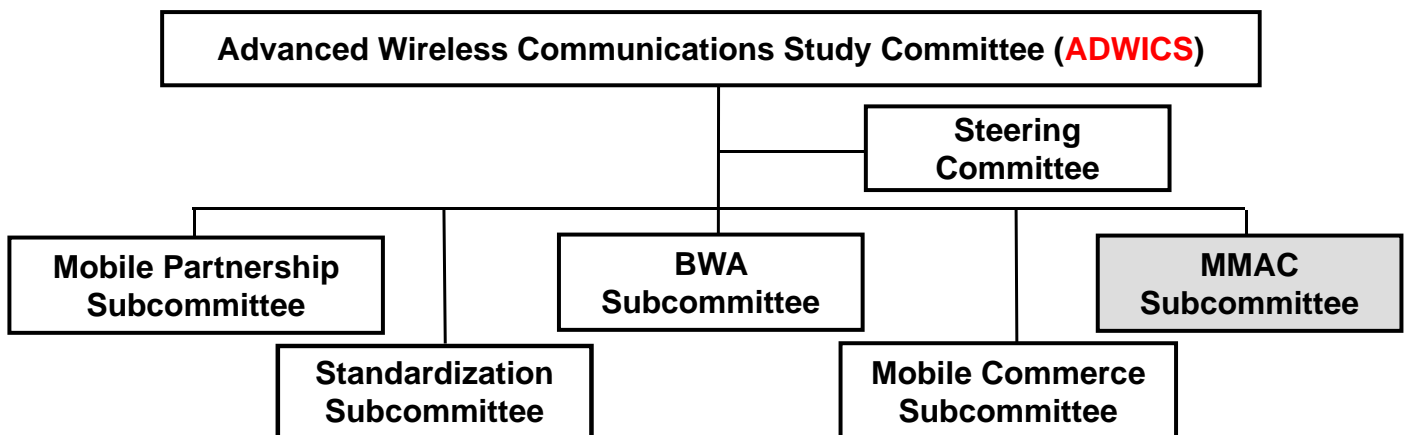 Advanced Wireless Communications Study Committee (ADWICS)
Steering
Committee
Mobile Partnership
Subcommittee
BWA
Subcommittee
MMAC
Subcommittee
Standardization
Subcommittee
Mobile Commerce
Subcommittee